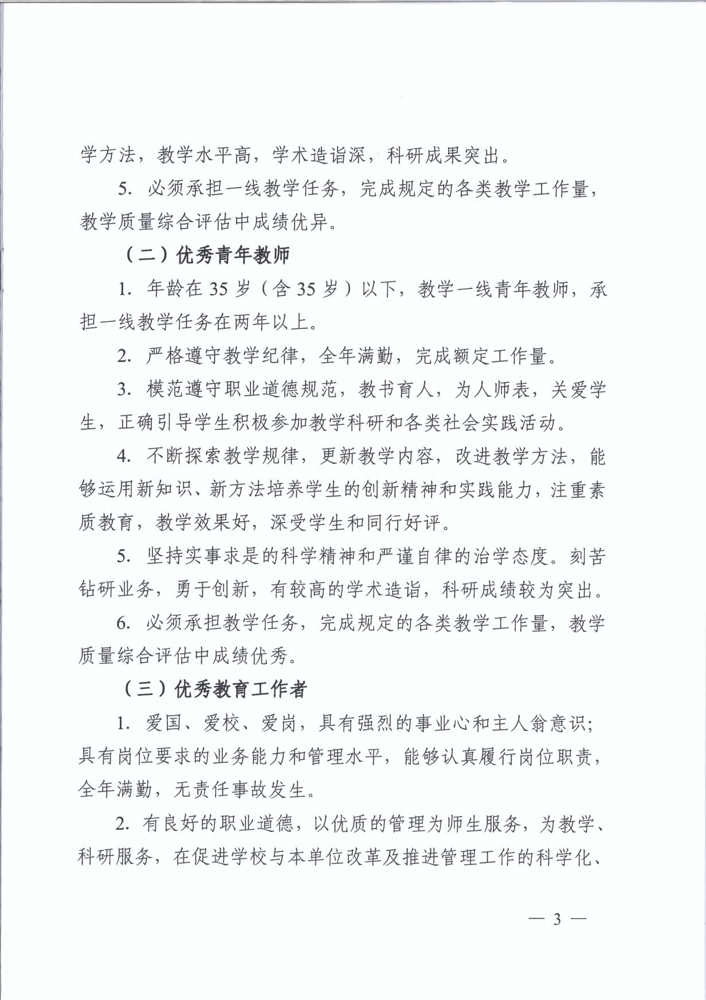 学方法，教学水平高，学术造诣深，科研成果突出。
5. 必须承担一线教学任务，完成规定的各类教学工作量，
教学质量综合评估中成绩优异。
（二）优秀青年教师
1. 年龄在 35 岁（含 35 岁）以下，教学一线青年教师，承
担一线教学任务在两年以上。
2. 严格遵守教学纪律，全年满勤，完成额定工作量。
3. 模范遵守职业道德规范，教书育人，为人师表，关爱学
生，正确引导学生积极参加教学科研和各类社会实践活动。
4. 不断探索教学规律，更新教学内容，改进教学方法，能
够运用新知识、新方法培养学生的创新精神和实践能力，注重素
质教育，教学效果好，深受学生和同行好评。
5. 坚持实事求是的科学精神和严谨自律的治学态度。刻苦
钻研业务，勇于创新，有较高的学术造诣，科研成绩较为突出。
6. 必须承担教学任务，完成规定的各类教学工作量，教学
质量综合评估中成绩优秀。
（三）优秀教育工作者
1. 爱国、爱校、爱岗，具有强烈的事业心和主人翁意识；
具有岗位要求的业务能力和管理水平，能够认真履行岗位职责，
全年满勤，无责任事故发生。
2. 有良好的职业道德，以优质的管理为师生服务，为教学、
科研服务，在促进学校与本单位改革及推进管理工作的科学化、
— 3 —